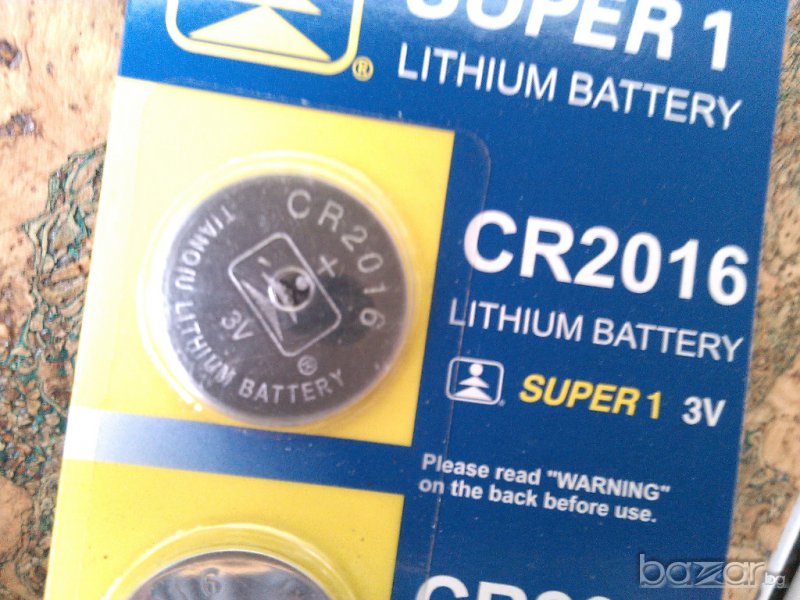 SUPER 1
LITHIUM BATTERY
®
CR2016
+
3V
®
TIANQIU LITHIUM BATTERY
CR2016
LITHIUM BATTERY
SUPER 1 3V
Please read "WARNING"
on the back before use.
6
bazar.bg